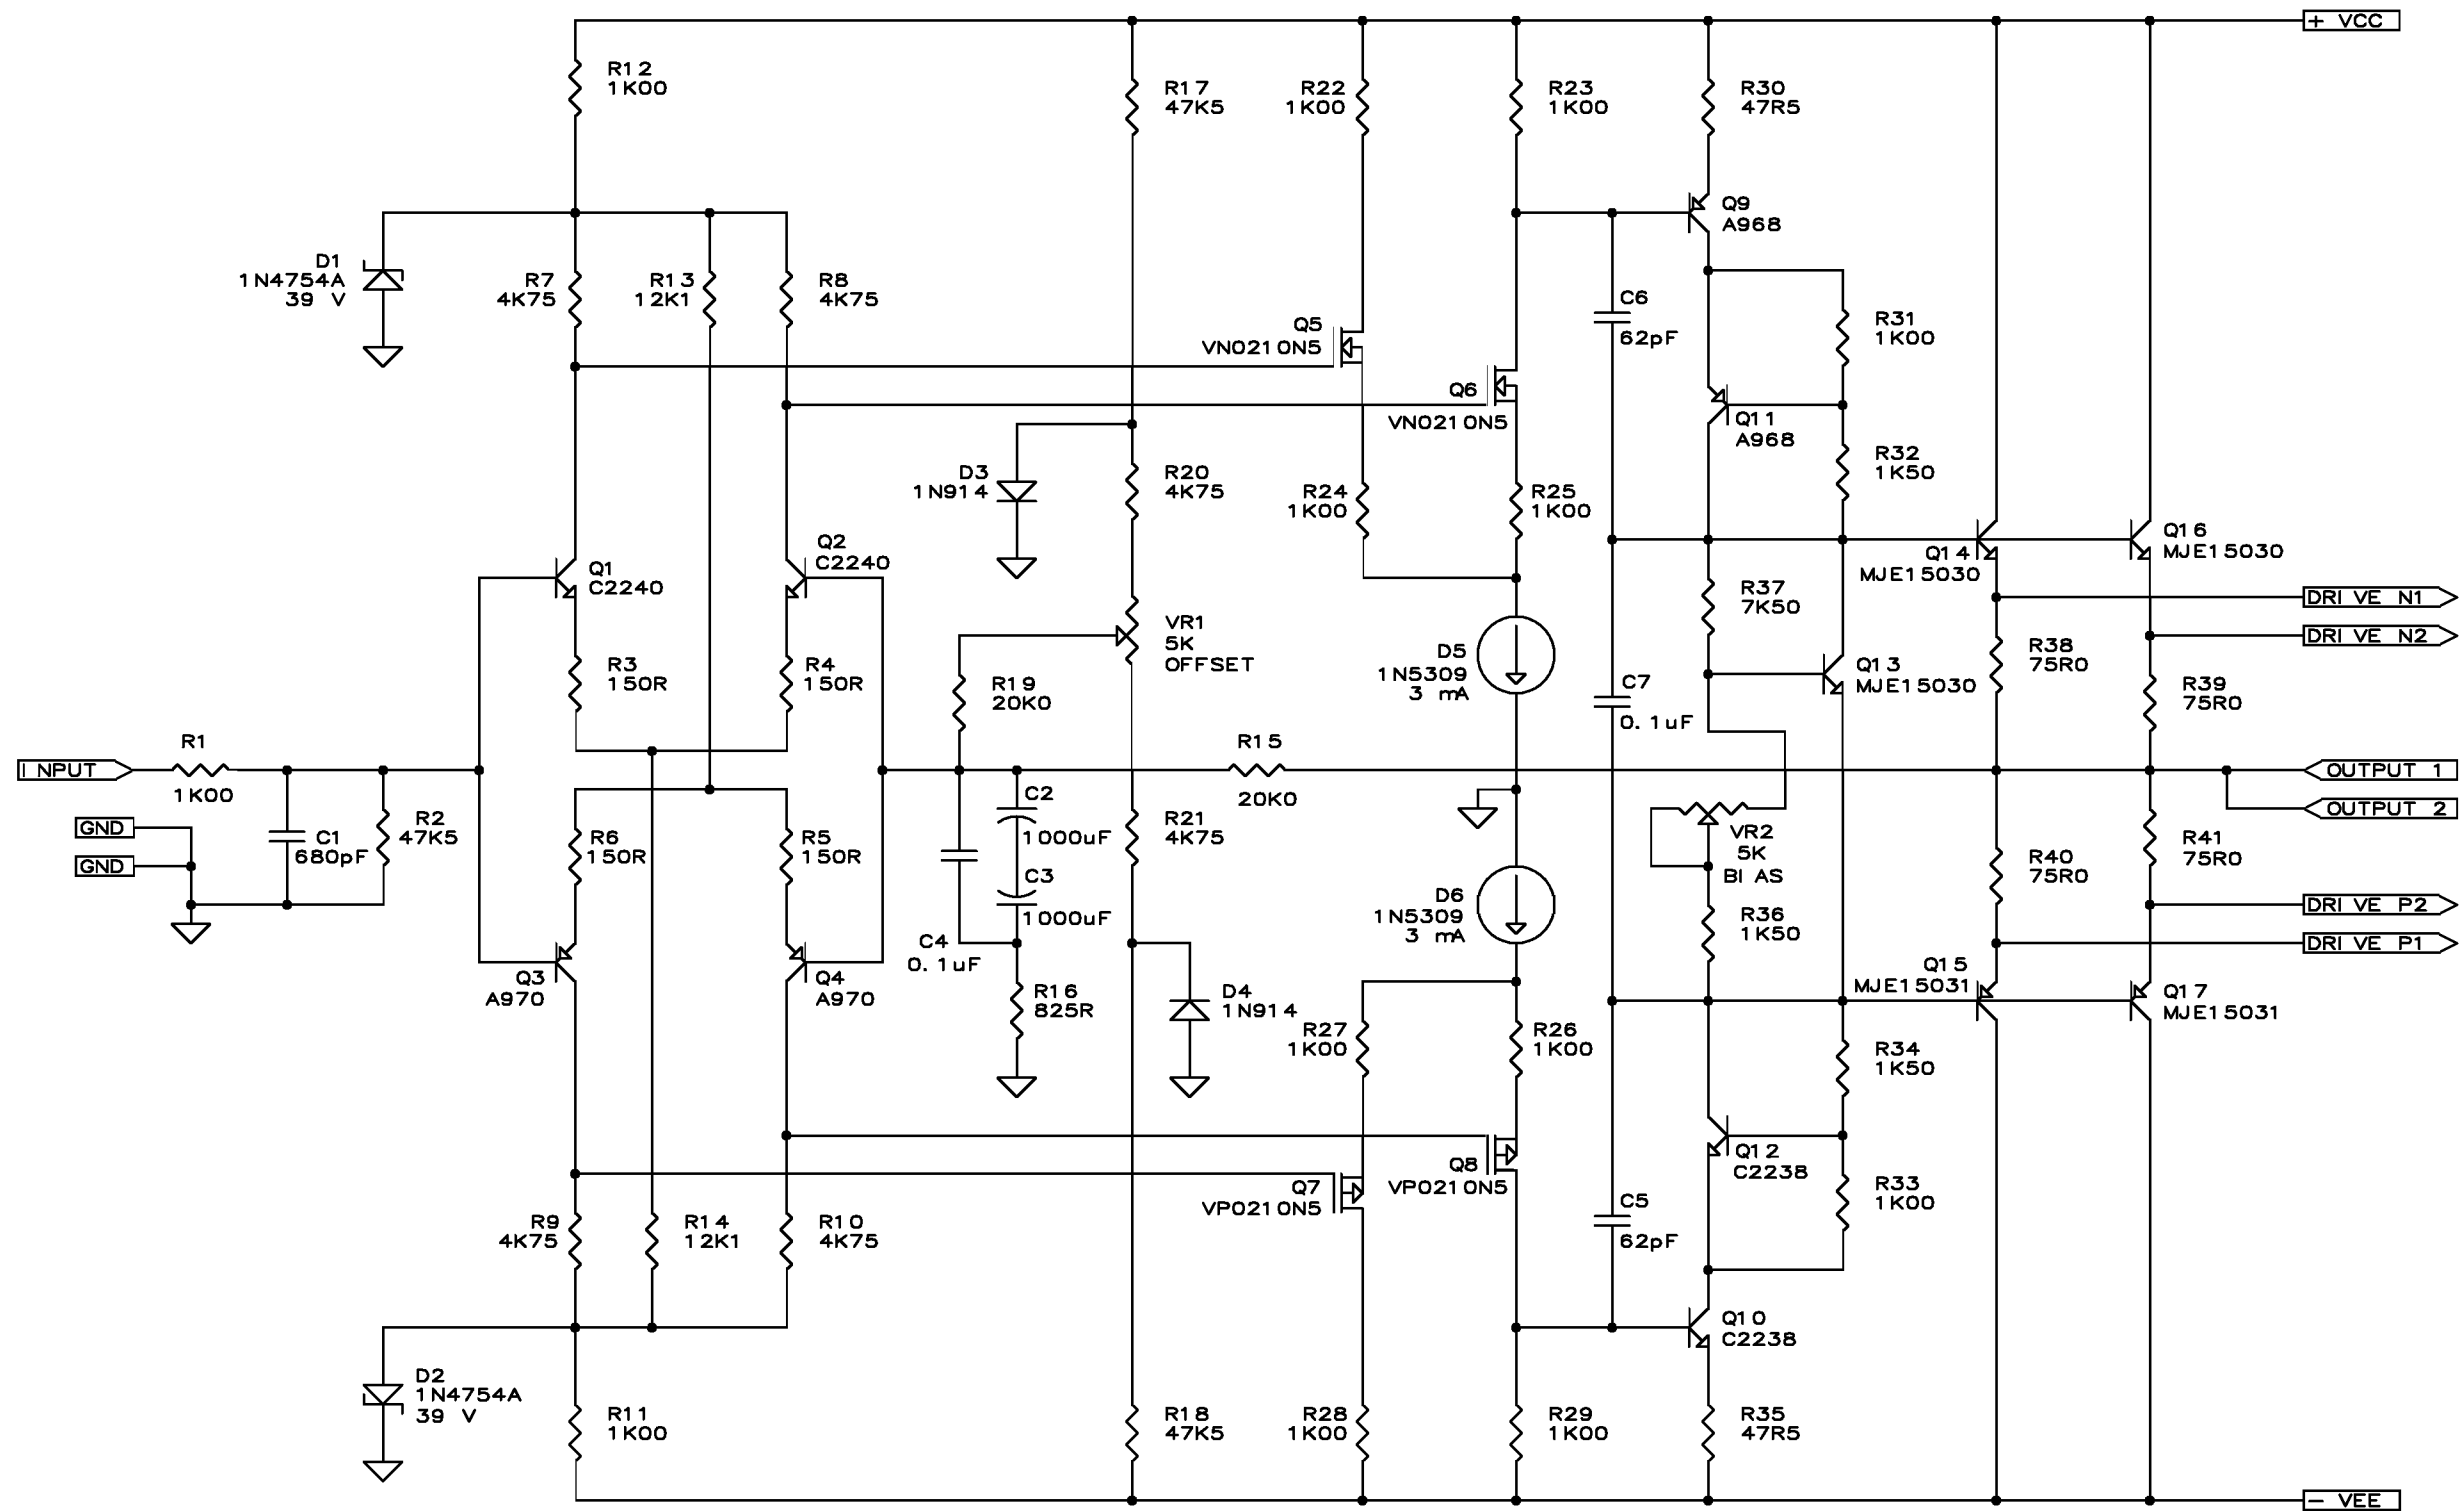 + VCC
R12
1K00
R17
47K5
R22
1K00
R23
1K00
R30
47R5
Q9
A968
D1
1N4754A
39 V
R7
4K75
R13
12K1
R8
4K75
Q5
VN0210N5
C6
62pF
R31
1K00
Q6
VN0210N5
Q11
A968
D3
1N914
R20
4K75
R24
1K00
R25
1K00
R32
1K50
Q1
C2240
Q2
C2240
Q14
MJE15030
Q16
MJE15030
R37
7K50
DRIVE N1
DRIVE N2
VR1
5K
OFFSET
D5
1N5309
3 mA
R3
150R
R4
150R
R19
20K0
C7
0.1uF
Q13
MJE15030
R38
75R0
R39
75R0
INPUT
R1
1K00
R15
20K0
OUTPUT 1
OUTPUT 2
GND
GND
C1
680pF
R2
47K5
R6
150R
R5
150R
C2
1000uF
C3
1000uF
R21
4K75
VR2
5K
BIAS
R40
75R0
R41
75R0
D6
1N5309
3 mA
R36
1K50
DRIVE P2
DRIVE P1
C4
0.1uF
Q3
A970
Q4
A970
R16
825R
D4
1N914
Q15
MJE15031
Q17
MJE15031
R27
1K00
R26
1K00
R34
1K50
Q7
VP0210N5
Q8
VP0210N5
Q12
C2238
C5
62pF
R33
1K00
R9
4K75
R14
12K1
R10
4K75
Q10
C2238
D2
1N4754A
39 V
R11
1K00
R18
47K5
R28
1K00
R29
1K00
R35
47R5
- VEE